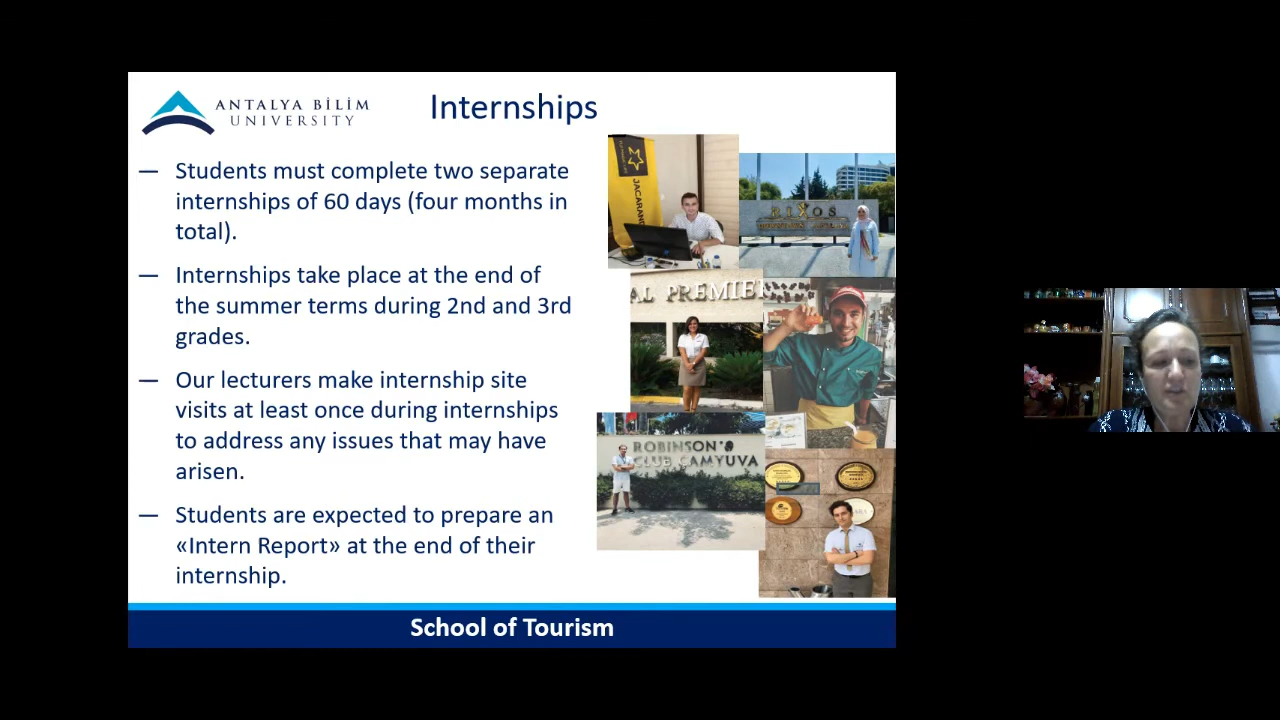 ANTALYA BİLİM
UNIVERSITY
Internships
— Students must complete two separate
internships of 60 days (four months in
total).
— Internships take place at the end of
the summer terms during 2nd and 3rd
grades.
— Our lecturers make internship site
visits at least once during internships
to address any issues that may have
arisen.
— Students are expected to prepare an
«Intern Report» at the end of their
internship.
JACARAND
RIXOS
AL PREMIE
ROBINSON
CLUB CAMYUVA
School of Tourism